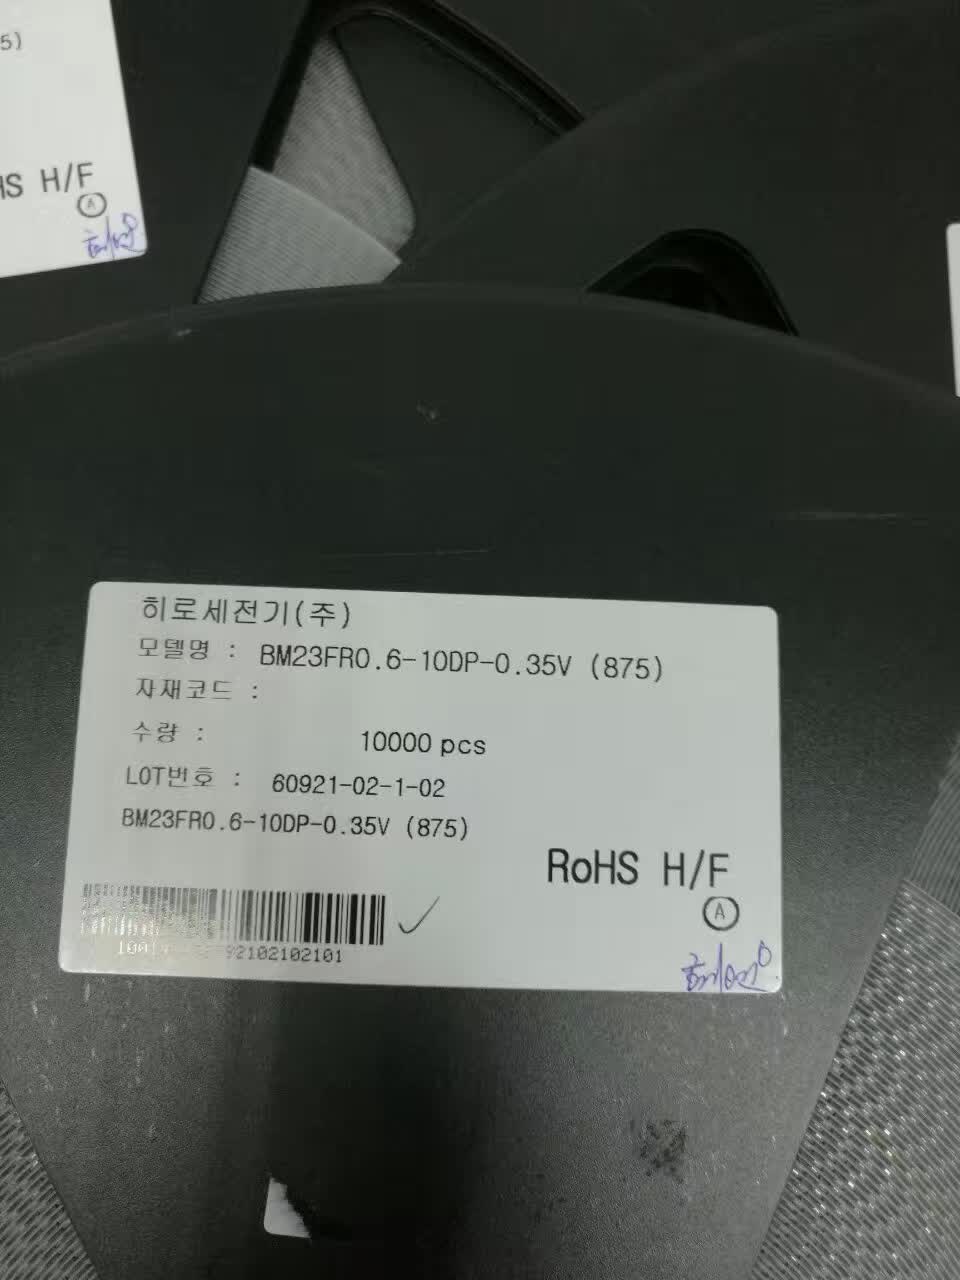 5)
HS H/F
A
히로세전기(주)
모델명 : BM23FR0.6-10DP-0.35V (875)
자재코드 :
수량 : 10000 pcs
LOT번호 : 60921-02-1-02
BM23FR0.6-10DP-0.35V (875)
RoHS H/F
A
92102102101